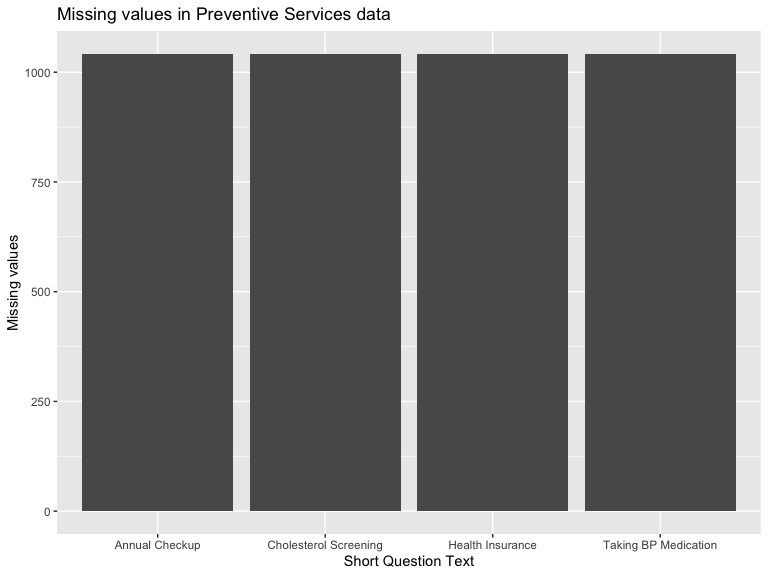 Missing values in Preventive Services data
Missing values
1000
750
500
250
0
Annual Checkup
Cholesterol Screening
Health Insurance
Taking BP Medication
Short Question Text